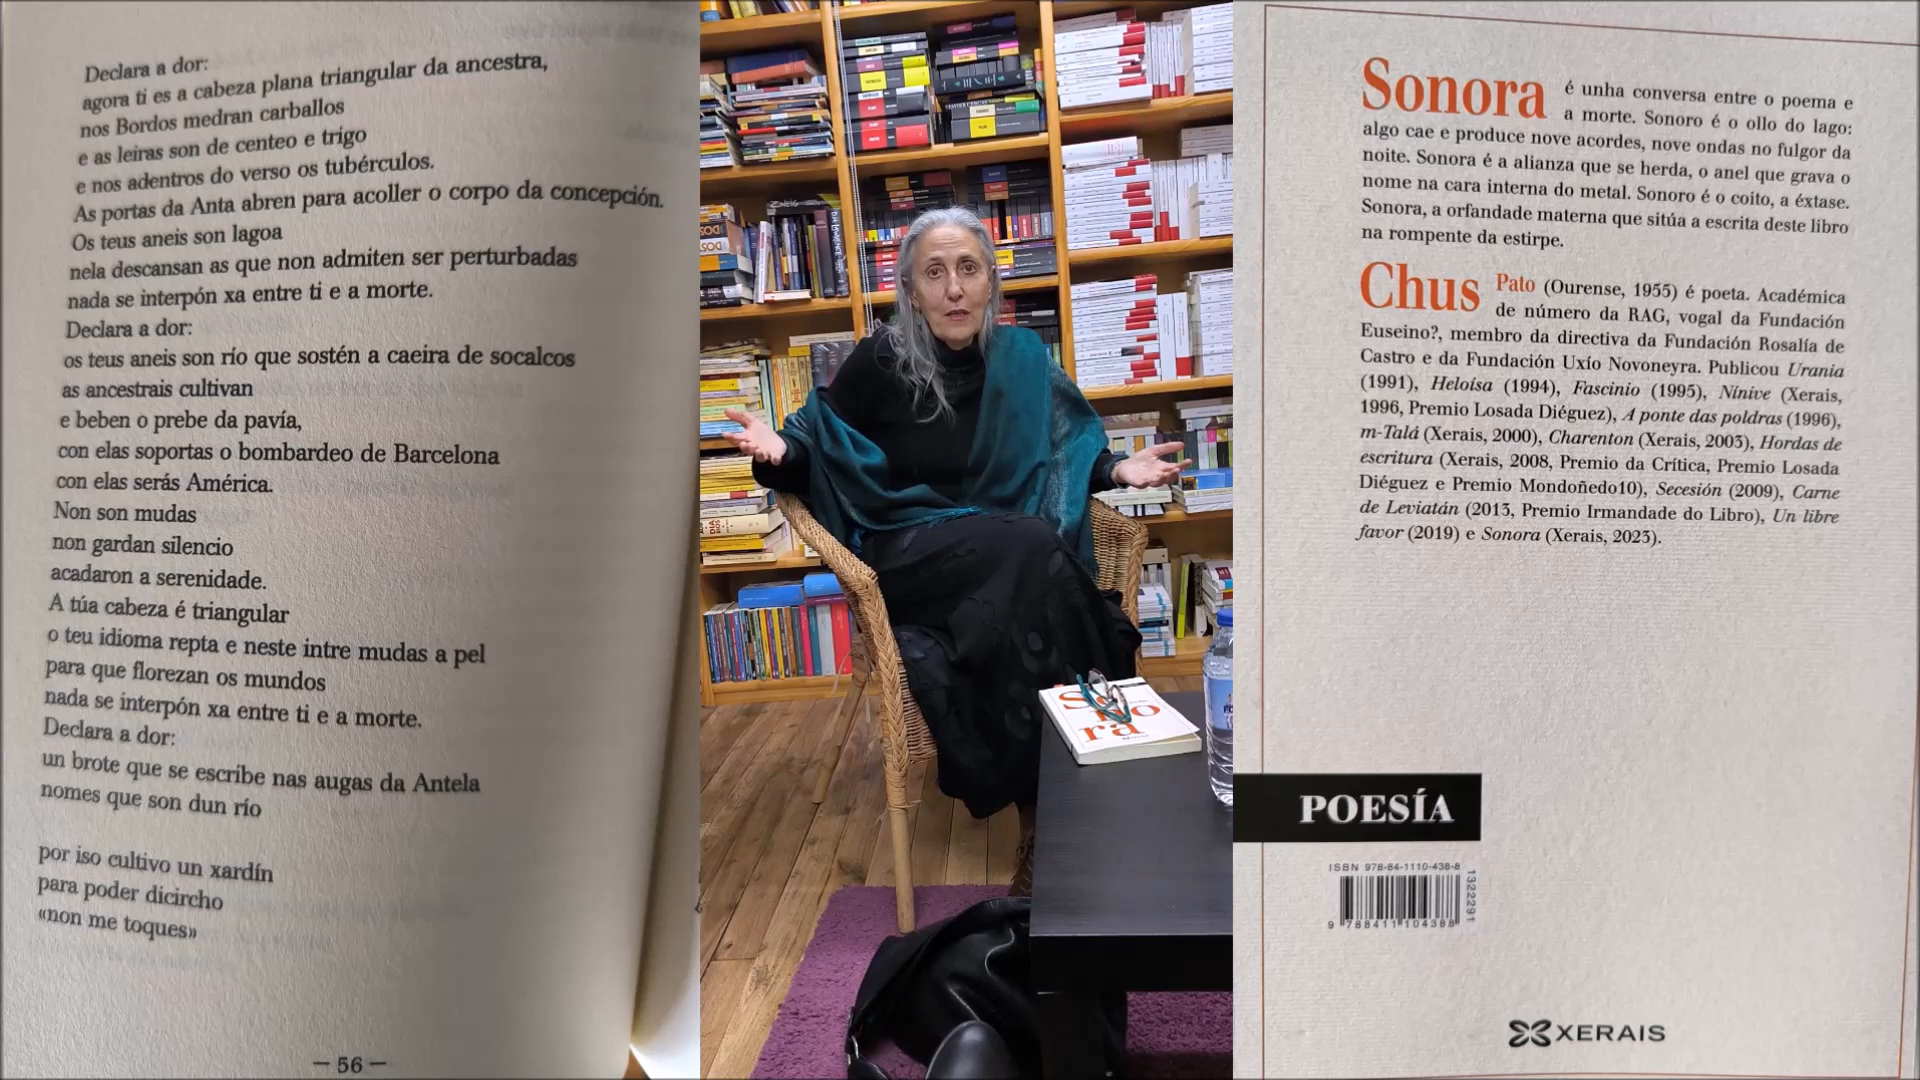 Declara a dor:
agora ti es a cabeza plana triangular da ancestra,
nos Bordos medran carballos
e as leiras son de centeo e trigo
e nos adentros do verso os tubérculos.
As portas da Anta abren para acoller o corpo da concepción.
Os teus aneis son lagoa
nela descansan as que non admiten ser perturbadas
nada se interpón xa entre ti e a morte.
Declara a dor:
os teus aneis son río que sostén a caeira de socalcos
as ancestrais cultivan
e beben o prebe da pavía,
con elas soportas o bombardeo de Barcelona
con elas serás América.
Non son mudas
non gardan silencio
acadaron a serenidade.
A túa cabeza é triangular
o teu idioma repta e neste intre mudas a pel
para que florezan os mundos
nada se interpón xa entre ti e a morte.
Declara a dor:
un brote que se escribe nas augas da Antela
nomes que son dun río
por iso cultivo un xardín
para poder dicircho
«non me toques»
— 56 —
So
no
ra
Sonora é unha conversa entre o poema e
a morte. Sonoro é o ollo do lago:
algo cae e produce nove acordes, nove ondas no fulgor da
noite. Sonora é a alianza que se herda, o anel que grava o
nome na cara interna do metal. Sonoro é o coito, a éxtase.
Sonora, a orfandade materna que sitúa a escrita deste libro
na rompente da estirpe.
Chus Pato (Ourense, 1955) é poeta. Académica
de número da RAG, vogal da Fundación
Euseino?, membro da directiva da Fundación Rosalía de
Castro e da Fundación Uxío Novoneyra. Publicou Urania
(1991), Heloísa (1994), Fascinio (1995), Nínive (Xerais,
1996, Premio Losada Diéguez), A ponte das poldras (1996),
m-Talá (Xerais, 2000), Charenton (Xerais, 2003), Hordas de
escritura (Xerais, 2008, Premio da Crítica, Premio Losada
Diéguez e Premio Mondoñedo10), Secesión (2009), Carne
de Leviatán (2013, Premio Irmandade do Libro), Un libre
favor (2019) e Sonora (Xerais, 2023).
POESÍA
ISBN 978-84-1110-438-8
1322291
9 788411 104388
XERAIS